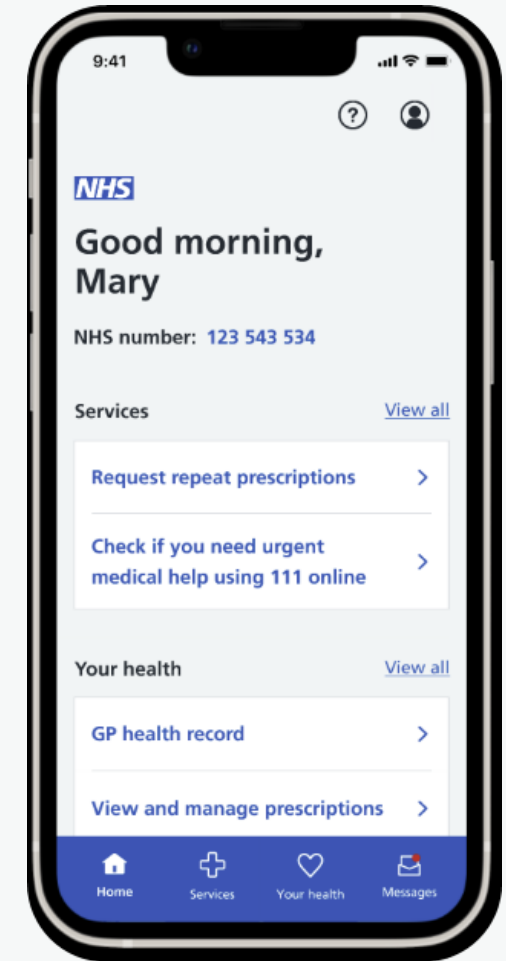 9:41
NHS
Good morning,
Mary
NHS number: 123 543 534
Services View all
Request repeat prescriptions
Check if you need urgent
medical help using 111 online
Your health View all
GP health record
View and manage prescriptions
Home Services Your health Messages